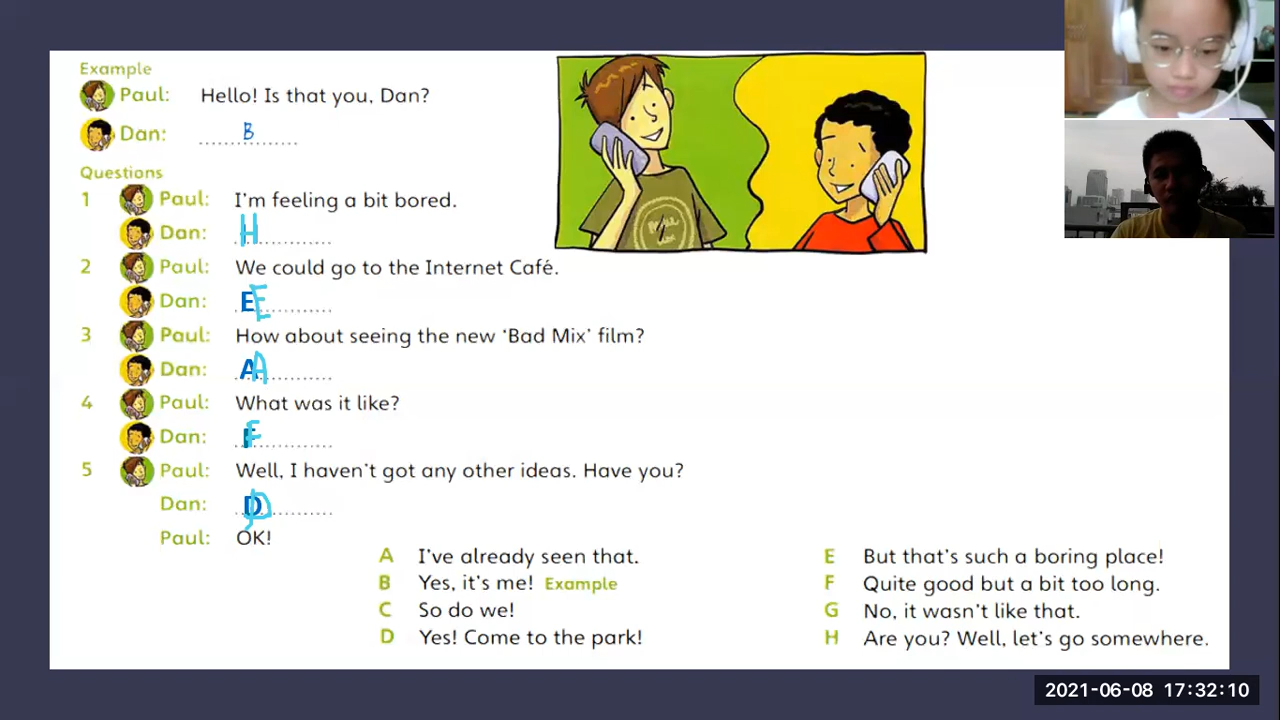 Example
Paul: Hello! Is that you, Dan?
Dan: B
Questions
1 Paul: I'm feeling a bit bored.
Dan: H
2 Paul: We could go to the Internet Café.
Dan: E E
3 Paul: How about seeing the new 'Bad Mix' film?
Dan: A A
4 Paul: What was it like?
Dan: F F
5 Paul: Well, I haven't got any other ideas. Have you?
Dan: D D
Paul: OK!
A I've already seen that.
B Yes, it's me! Example
C So do we!
D Yes! Come to the park!
E But that's such a boring place!
F Quite good but a bit too long.
G No, it wasn't like that.
H Are you? Well, let's go somewhere.
2021-06-08 17:32:10